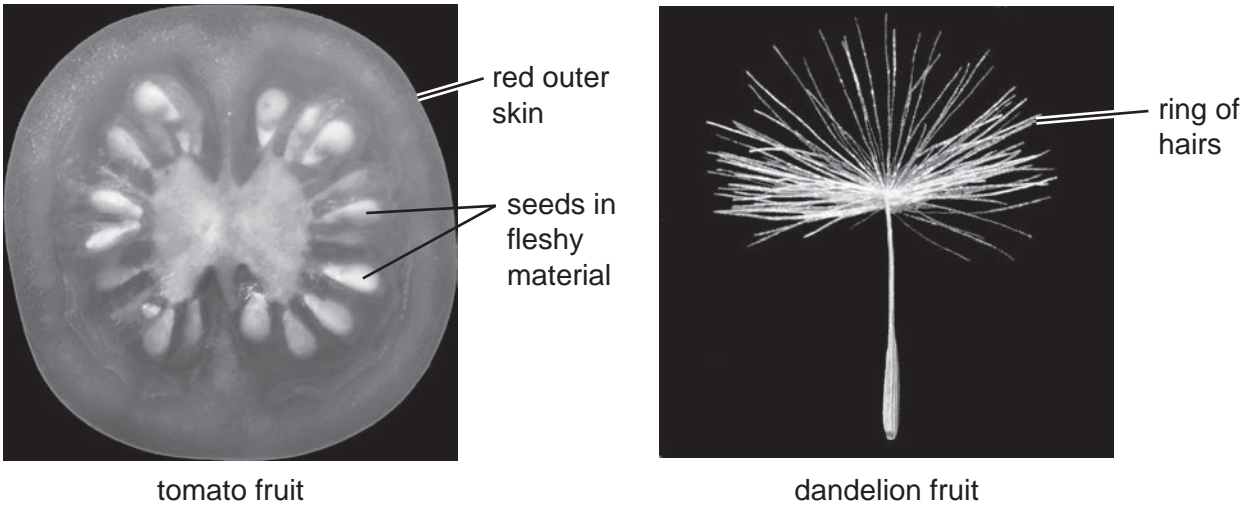 red outer
skin
seeds in
fleshy
material
tomato fruit
ring of
hairs
dandelion fruit